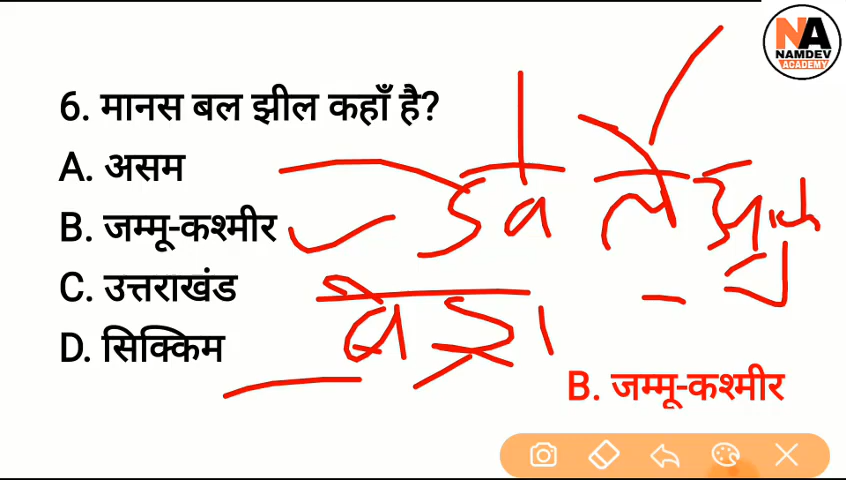 NA
NAMDEV
ACADEMY
6. मानस बल झील कहाँ है?
A. असम
B. जम्मू-कश्मीर
C. उत्तराखंड
D. सिक्किम
B. जम्मू-कश्मीर